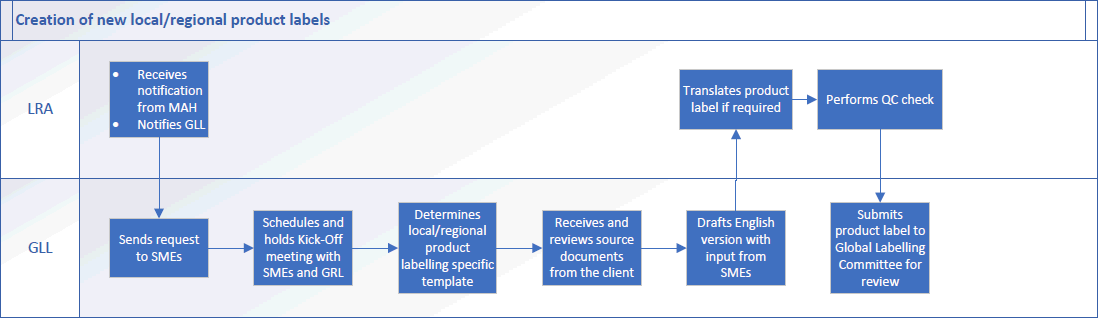 Creation of new local/regional product labels
LRA
• Receives
notification
from MAH
• Notifies GLL
Translates product
label if required
Performs QC check
GLL
Sends request
to SMEs
Schedules and
holds Kick-Off
meeting with
SMEs and GRL
Determines
local/regional
product
labelling specific
template
Receives and
reviews source
documents
from the client
Drafts English
version with
input from
SMEs
Submits
product label to
Global Labelling
Committee for
review